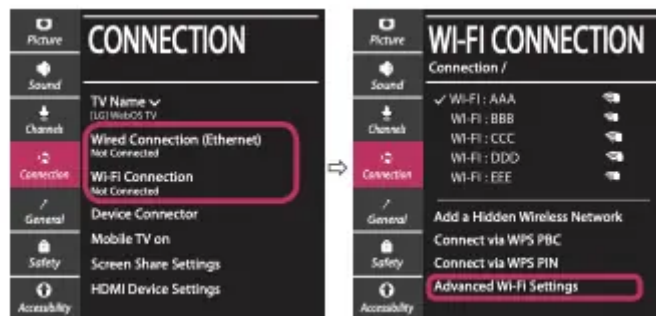 Picture
Sound
Channels
Connection
General
Safety
Accessibility
CONNECTION
TV Name
[LG] WebOS TV
Wired Connection (Ethernet)
Not Connected
Wi-Fi Connection
Not Connected
Device Connector
Mobile TV on
Screen Share Settings
HDMI Device Settings
Picture
Sound
Channels
Connection
General
Safety
Accessibility
WI-FI CONNECTION
Connection /
WI-FI : AAA
WI-FI : BBB
WI-FI : CCC
WI-FI : DDD
WI-FI : EEE
Add a Hidden Wireless Network
Connect via WPS PBC
Connect via WPS PIN
Advanced Wi-Fi Settings